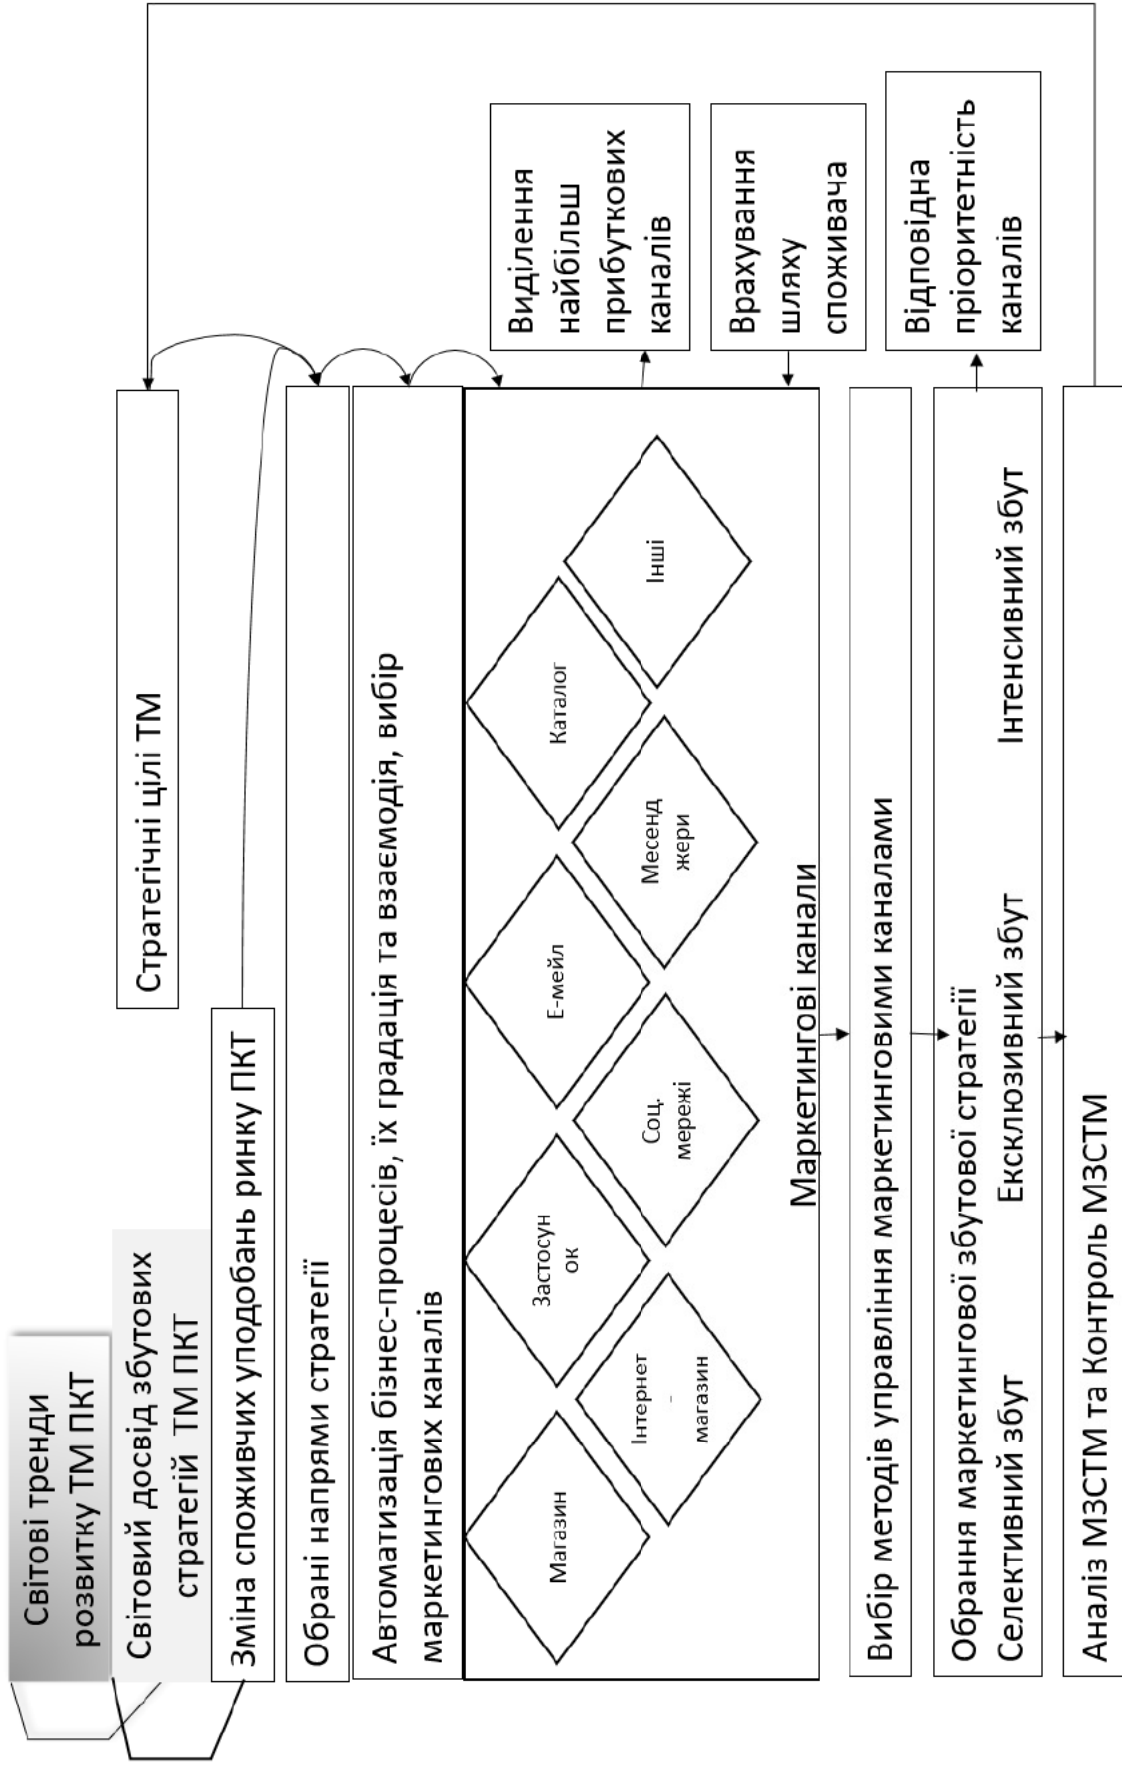 Світові тренди
розвитку ТМ ПКТ
Світовий досвід збутових
стратегій ТМ ПКТ
Стратегічні цілі ТМ
Зміна споживчих уподобань ринку ПКТ
Обрані напрями стратегії
Автоматизація бізнес-процесів, їх градація та взаємодія, вибір
маркетингових каналів
Магазин
Застосун
ок
Е-мейл
Каталог
Інтернет
-
магазин
Соц.
мережі
Месенд
жери
Інші
Маркетингові канали
Виділення
найбільш
прибуткових
каналів
Врахування
шляху
споживача
Вибір методів управління маркетинговими каналами
Обрання маркетингової збутової стратегії
Селективний збут
Ексклюзивний збут
Інтенсивний збут
Відповідна
пріоритетність
каналів
Аналіз МЗСТМ та Контроль МЗСТМ